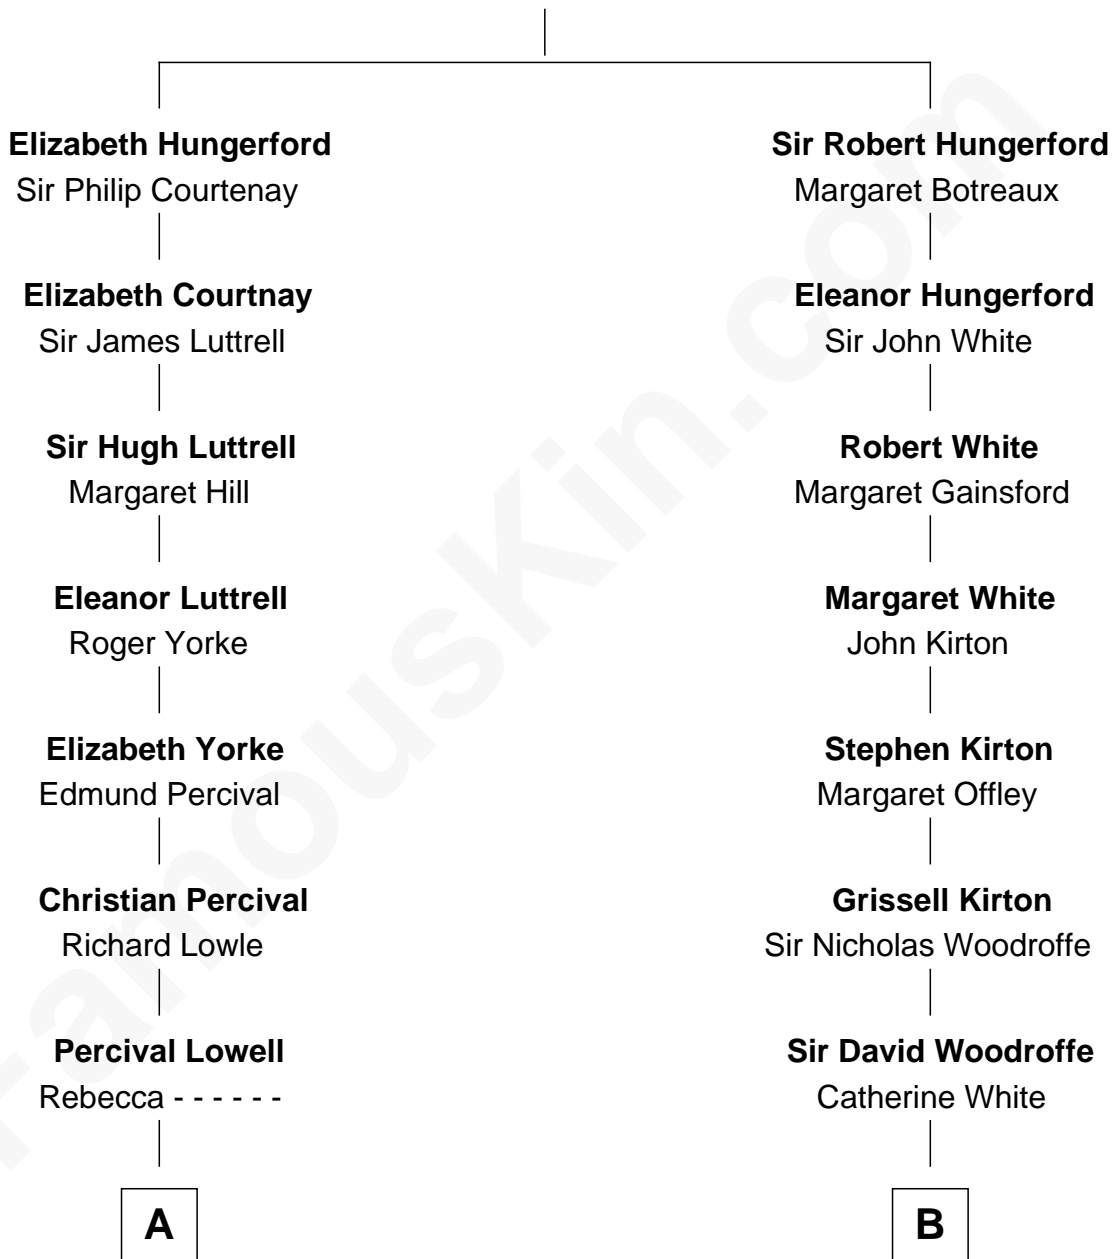 Elizabeth Hungerford
Sir Philip Courtenay
Elizabeth Courtnay
Sir James Luttrell
Sir Hugh Luttrell
Margaret Hill
Eleanor Luttrell
Roger Yorke
Elizabeth Yorke
Edmund Percival
Christian Percival
Richard Lowle
Percival Lowell
Rebecca - - - - - -
A
Sir Robert Hungerford
Margaret Botreaux
Eleanor Hungerford
Sir John White
Robert White
Margaret Gainsford
Margaret White
John Kirton
Stephen Kirton
Margaret Offley
Grissell Kirton
Sir Nicholas Woodroffe
Sir David Woodroffe
Catherine White
B
FamousKin.com